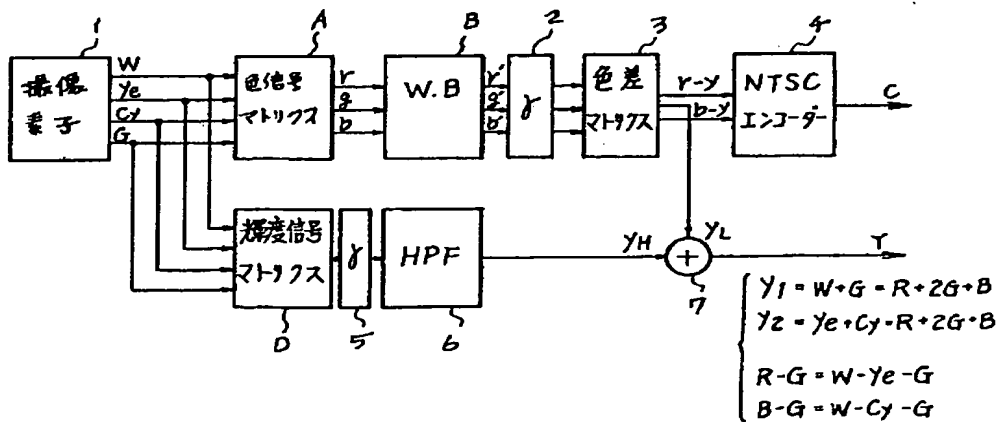 1
撮像
素子
W
Ye
Cy
G
A
色信号
マトリクス
r
g
b
B
W.B
r'
g'
b'
2
γ
3
色差
マトリクス
r-y
b-y
4
NTSC
エンコーダー
C
輝度信号
マトリクス
D
γ
5
HPF
6
YH
YL
+
7
Y
Y1 = W+G = R+2G+B
Y2 = Ye+Cy=R+2G+B
R-G = W-Ye-G
B-G = W-Cy-G